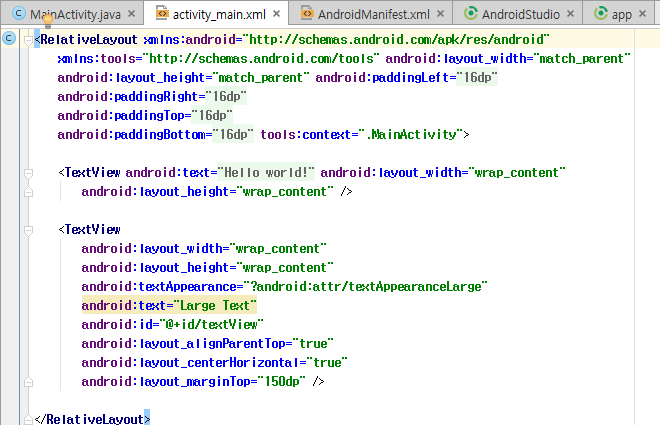 MainActivity.java × activity_main.xml × AndroidManifest.xml × AndroidStudio × app ×
<RelativeLayout xmlns:android="http://schemas.android.com/apk/res/android"
    xmlns:tools="http://schemas.android.com/tools" android:layout_width="match_parent"
    android:layout_height="match_parent" android:paddingLeft="16dp"
    android:paddingRight="16dp"
    android:paddingTop="16dp"
    android:paddingBottom="16dp" tools:context=".MainActivity">
    <TextView android:text="Hello world!" android:layout_width="wrap_content"
        android:layout_height="wrap_content" />
    <TextView
        android:layout_width="wrap_content"
        android:layout_height="wrap_content"
        android:textAppearance="?android:attr/textAppearanceLarge"
        android:text="Large Text"
        android:id="@+id/textView"
        android:layout_alignParentTop="true"
        android:layout_centerHorizontal="true"
        android:layout_marginTop="150dp" />
</RelativeLayout>